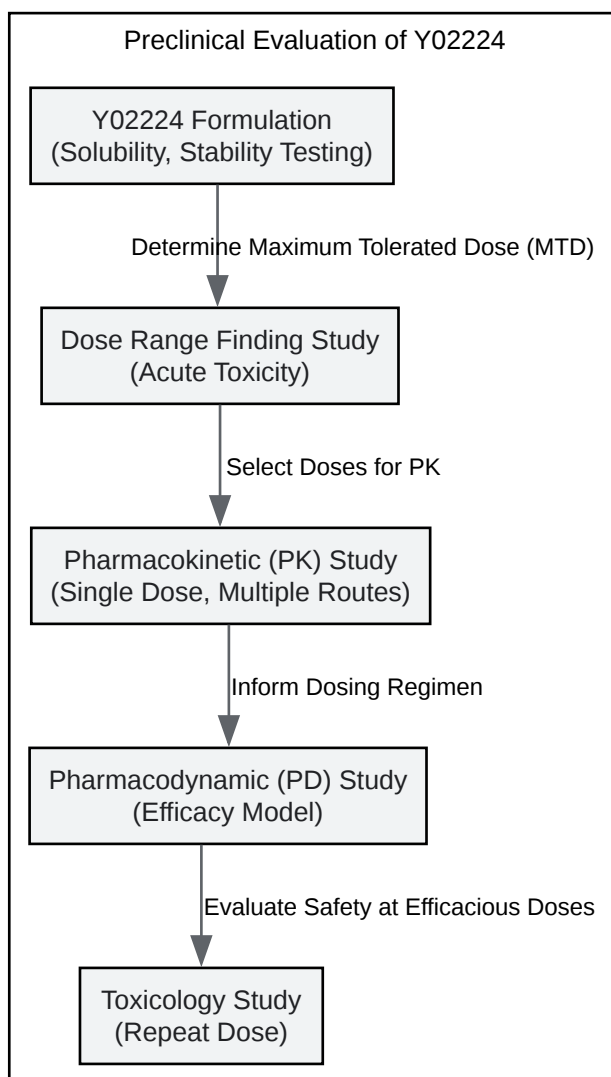 Preclinical Evaluation of Y02224
Y02224 Formulation
(Solubility, Stability Testing)
Determine Maximum Tolerated Dose (MTD)
Dose Range Finding Study
(Acute Toxicity)
Select Doses for PK
Pharmacokinetic (PK) Study
(Single Dose, Multiple Routes)
Inform Dosing Regimen
Pharmacodynamic (PD) Study
(Efficacy Model)
Evaluate Safety at Efficacious Doses
Toxicology Study
(Repeat Dose)